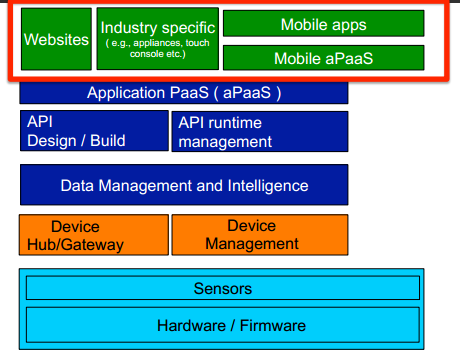 Websites
Industry specific
( e.g., appliances, touch
console etc.)
Mobile apps
Mobile aPaaS
Application PaaS ( aPaaS )
API
Design / Build
API runtime
management
Data Management and Intelligence
Device
Hub/Gateway
Device
Management
Sensors
Hardware / Firmware